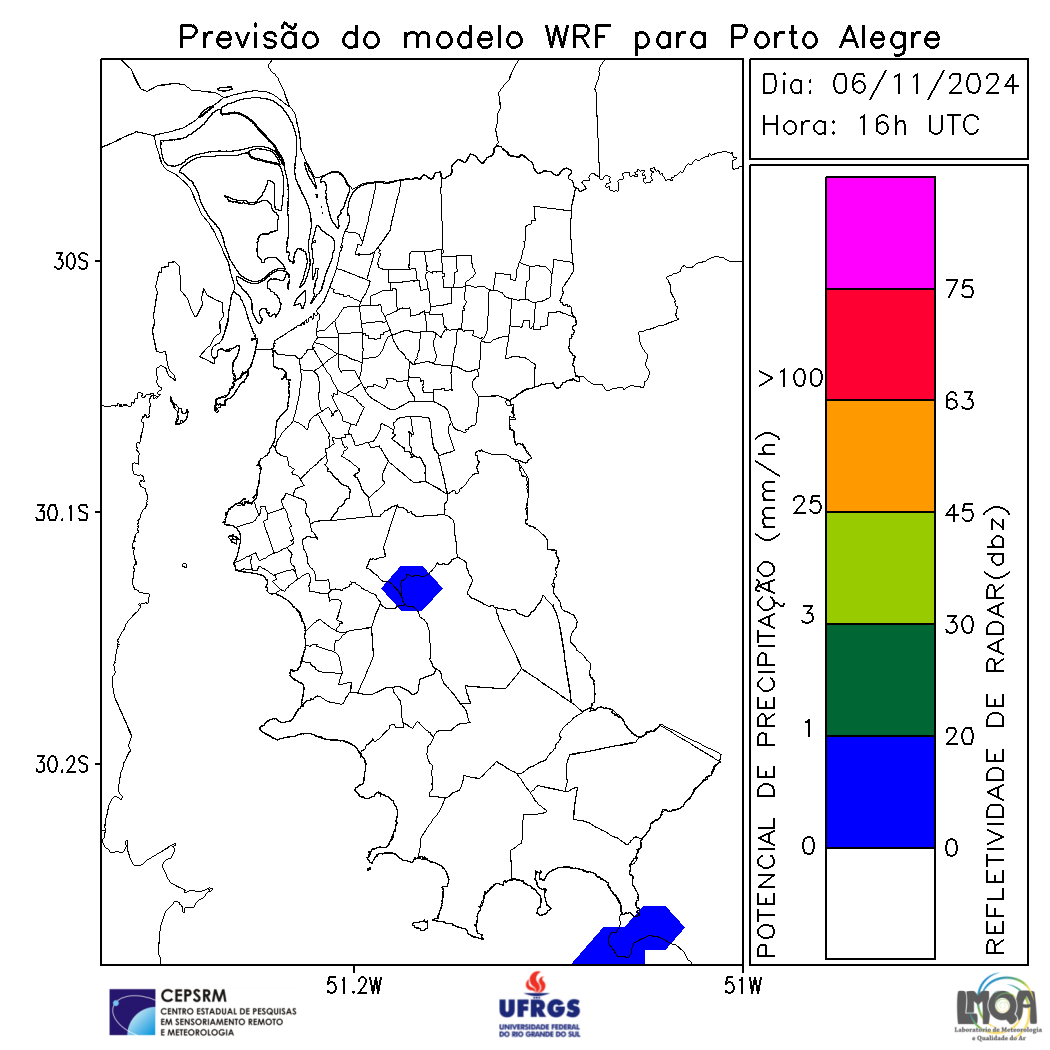 Previsão do modelo WRF para Porto Alegre
Dia: 06/11/2024
Hora: 16h UTC
30S
30.1S
30.2S
51.2W
51W
POTENCIAL DE PRECIPITAÇÃO (mm/h)
>100
25
3
1
0
75
63
45
30
20
0
REFLETIVIDADE DE RADAR(dbz)
CEPSRM
CENTRO ESTADUAL DE PESQUISAS
EM SENSORIAMENTO REMOTO
E METEOROLOGIA
UFRGS
UNIVERSIDADE FEDERAL
DO RIO GRANDE DO SUL
LMQA
Laboratório de Meteorologia
e Qualidade do Ar